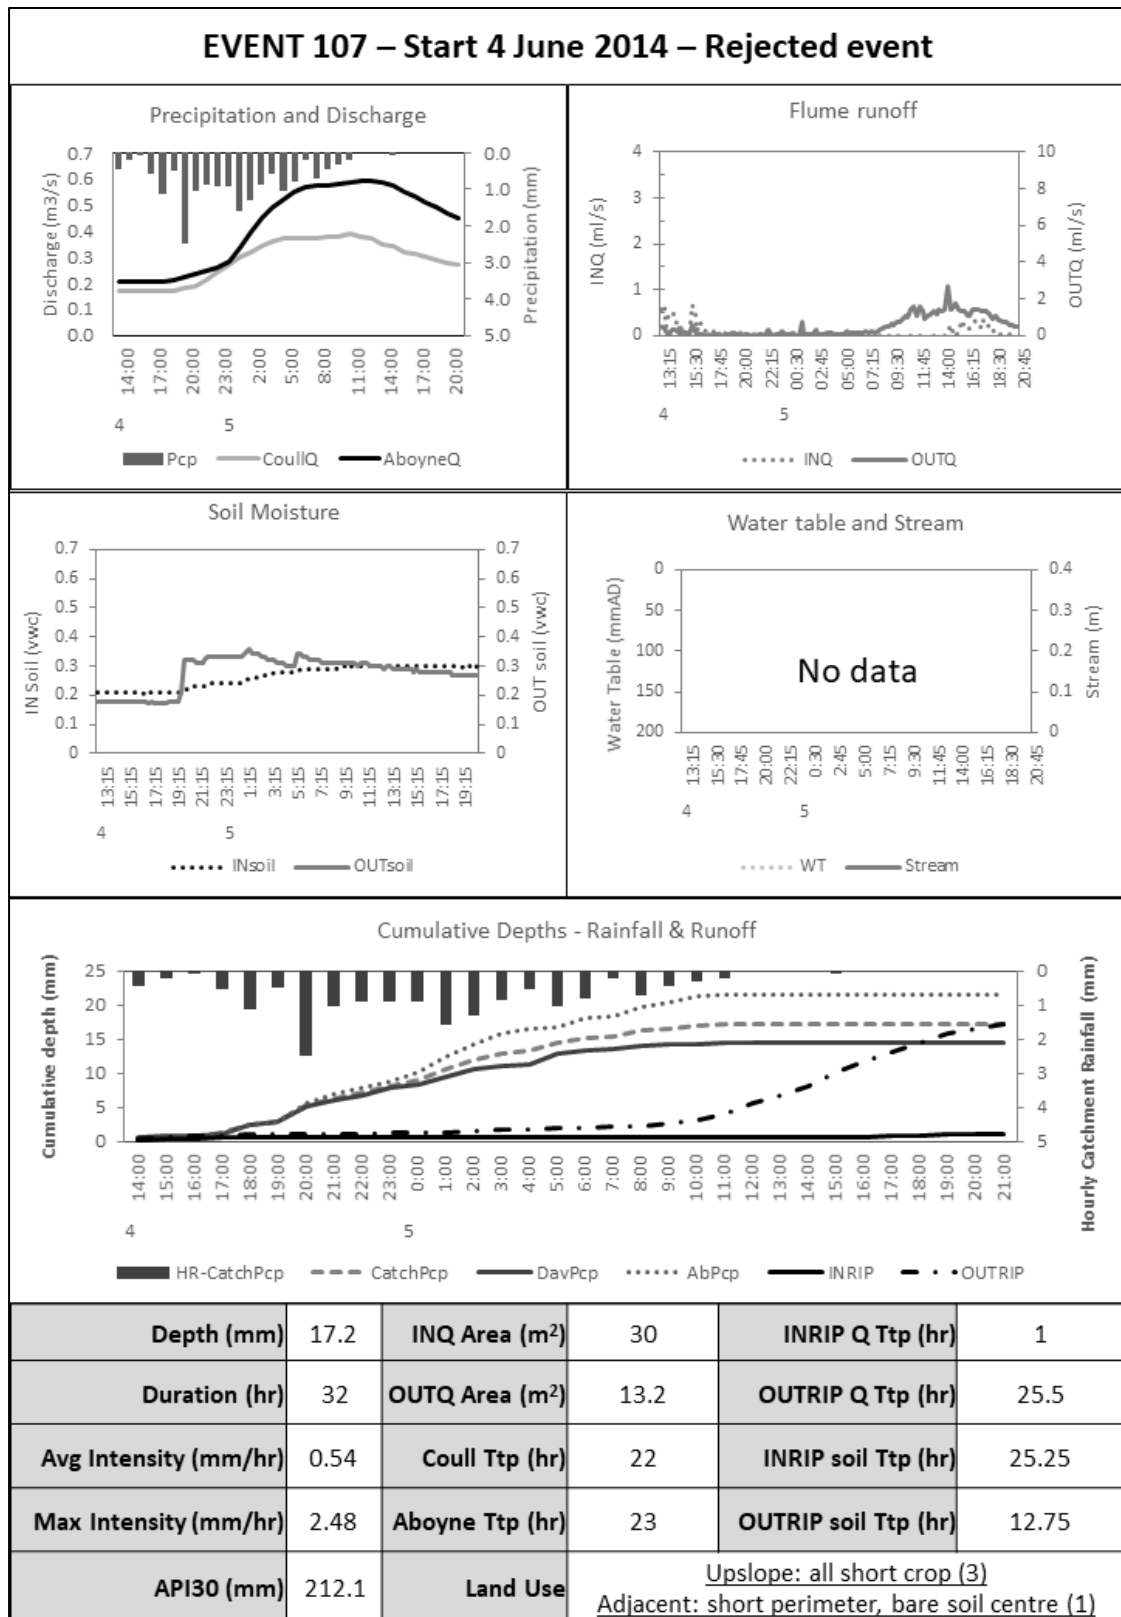 EVENT 107 – Start 4 June 2014 – Rejected event
Precipitation and Discharge
Discharge (m3/s)
0.7
0.6
0.5
0.4
0.3
0.2
0.1
0.0
0.0
1.0
2.0
3.0
4.0
5.0
Precipitation (mm)
14:00 17:00 20:00 23:00 2:00 5:00 8:00 11:00 14:00 17:00 20:00
4 5
Pcp CoullQ AboyneQ
Flume runoff
INQ (ml/s)
4
3
2
1
0
10
8
6
4
2
0
OUTQ (ml/s)
13:15 15:30 17:45 20:00 22:15 00:30 02:45 05:00 07:15 09:30 11:45 14:00 16:15 18:30 20:45
4 5
INQ OUTQ
Soil Moisture
IN Soil (vwc)
0.7
0.6
0.5
0.4
0.3
0.2
0.1
0
0.7
0.6
0.5
0.4
0.3
0.2
0.1
0
OUT soil (vwc)
13:15 15:15 17:15 19:15 21:15 23:15 1:15 3:15 5:15 7:15 9:15 11:15 13:15 15:15 17:15 19:15
4 5
INsoil OUTsoil
Water table and Stream
Water Table (mmAD)
0
50
100
150
200
No data
0.4
0.3
0.2
0.1
0
Stream (m)
13:15 15:30 17:45 20:00 22:15 0:30 2:45 5:00 7:15 9:30 11:45 14:00 16:15 18:30 20:45
4 5
WT Stream
Cumulative Depths - Rainfall & Runoff
Cumulative depth (mm)
25
20
15
10
5
0
0
1
2
3
4
5
Hourly Catchment Rainfall (mm)
14:00 15:00 16:00 17:00 18:00 19:00 20:00 21:00 22:00 23:00 0:00 1:00 2:00 3:00 4:00 5:00 6:00 7:00 8:00 9:00 10:00 11:00 12:00 13:00 14:00 15:00 16:00 17:00 18:00 19:00 20:00 21:00
4 5
HR-CatchPcp CatchPcp DavPcp AbPcp INRIP OUTRIP
Depth (mm) 17.2 INQ Area (m²) 30 INRIP Q Ttp (hr) 1
Duration (hr) 32 OUTQ Area (m²) 13.2 OUTRIP Q Ttp (hr) 25.5
Avg Intensity (mm/hr) 0.54 Coull Ttp (hr) 22 INRIP soil Ttp (hr) 25.25
Max Intensity (mm/hr) 2.48 Aboyne Ttp (hr) 23 OUTRIP soil Ttp (hr) 12.75
API30 (mm) 212.1 Land Use Upslope: all short crop (3)
Adjacent: short perimeter, bare soil centre (1)